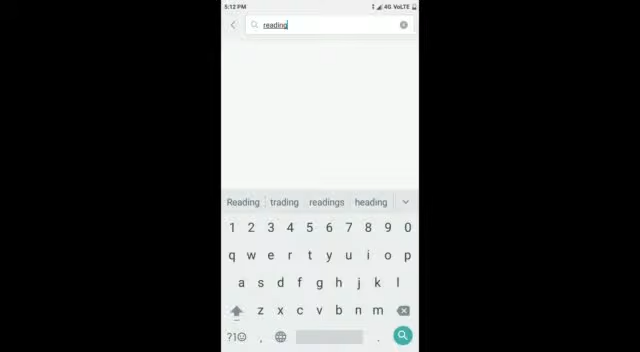 5:12 PM 4G VoLTE
reading
Reading trading readings heading
1 2 3 4 5 6 7 8 9 0
q w e r t y u i o p
a s d f g h j k l
z x c v b n m
?1☺ , .